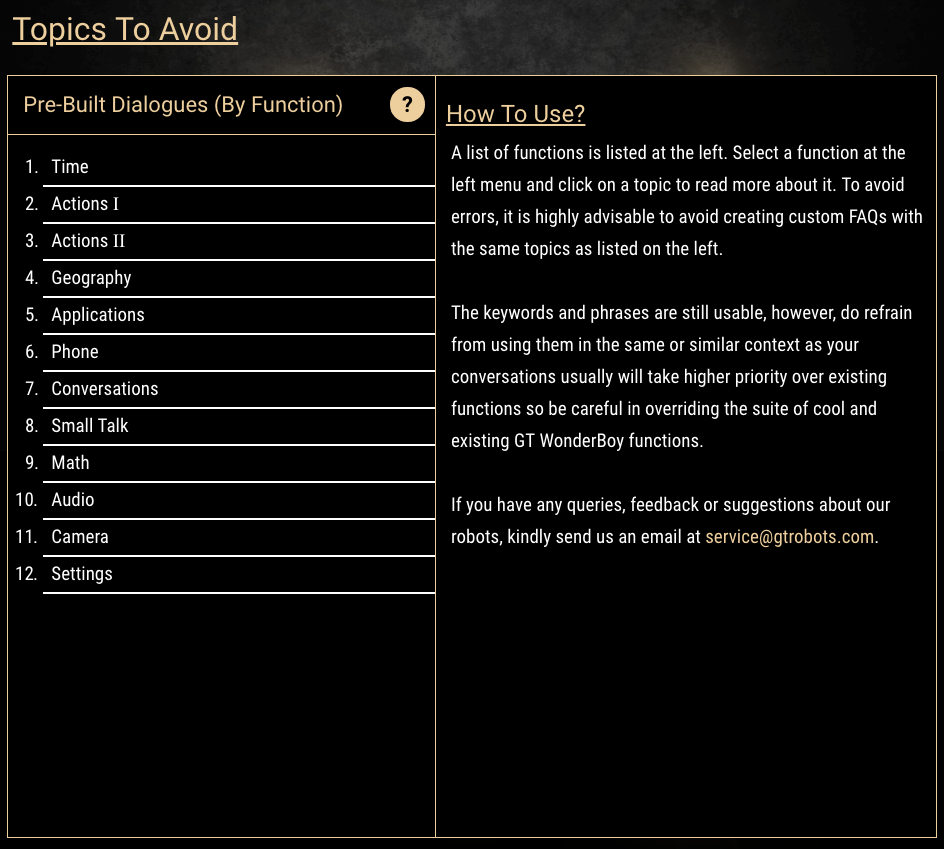 Topics To Avoid
Pre-Built Dialogues (By Function)
?
1. Time
2. Actions I
3. Actions II
4. Geography
5. Applications
6. Phone
7. Conversations
8. Small Talk
9. Math
10. Audio
11. Camera
12. Settings
How To Use?
A list of functions is listed at the left. Select a function at the
left menu and click on a topic to read more about it. To avoid
errors, it is highly advisable to avoid creating custom FAQs with
the same topics as listed on the left.
The keywords and phrases are still usable, however, do refrain
from using them in the same or similar context as your
conversations usually will take higher priority over existing
functions so be careful in overriding the suite of cool and
existing GT WonderBoy functions.
If you have any queries, feedback or suggestions about our
robots, kindly send us an email at service@gtrobots.com.